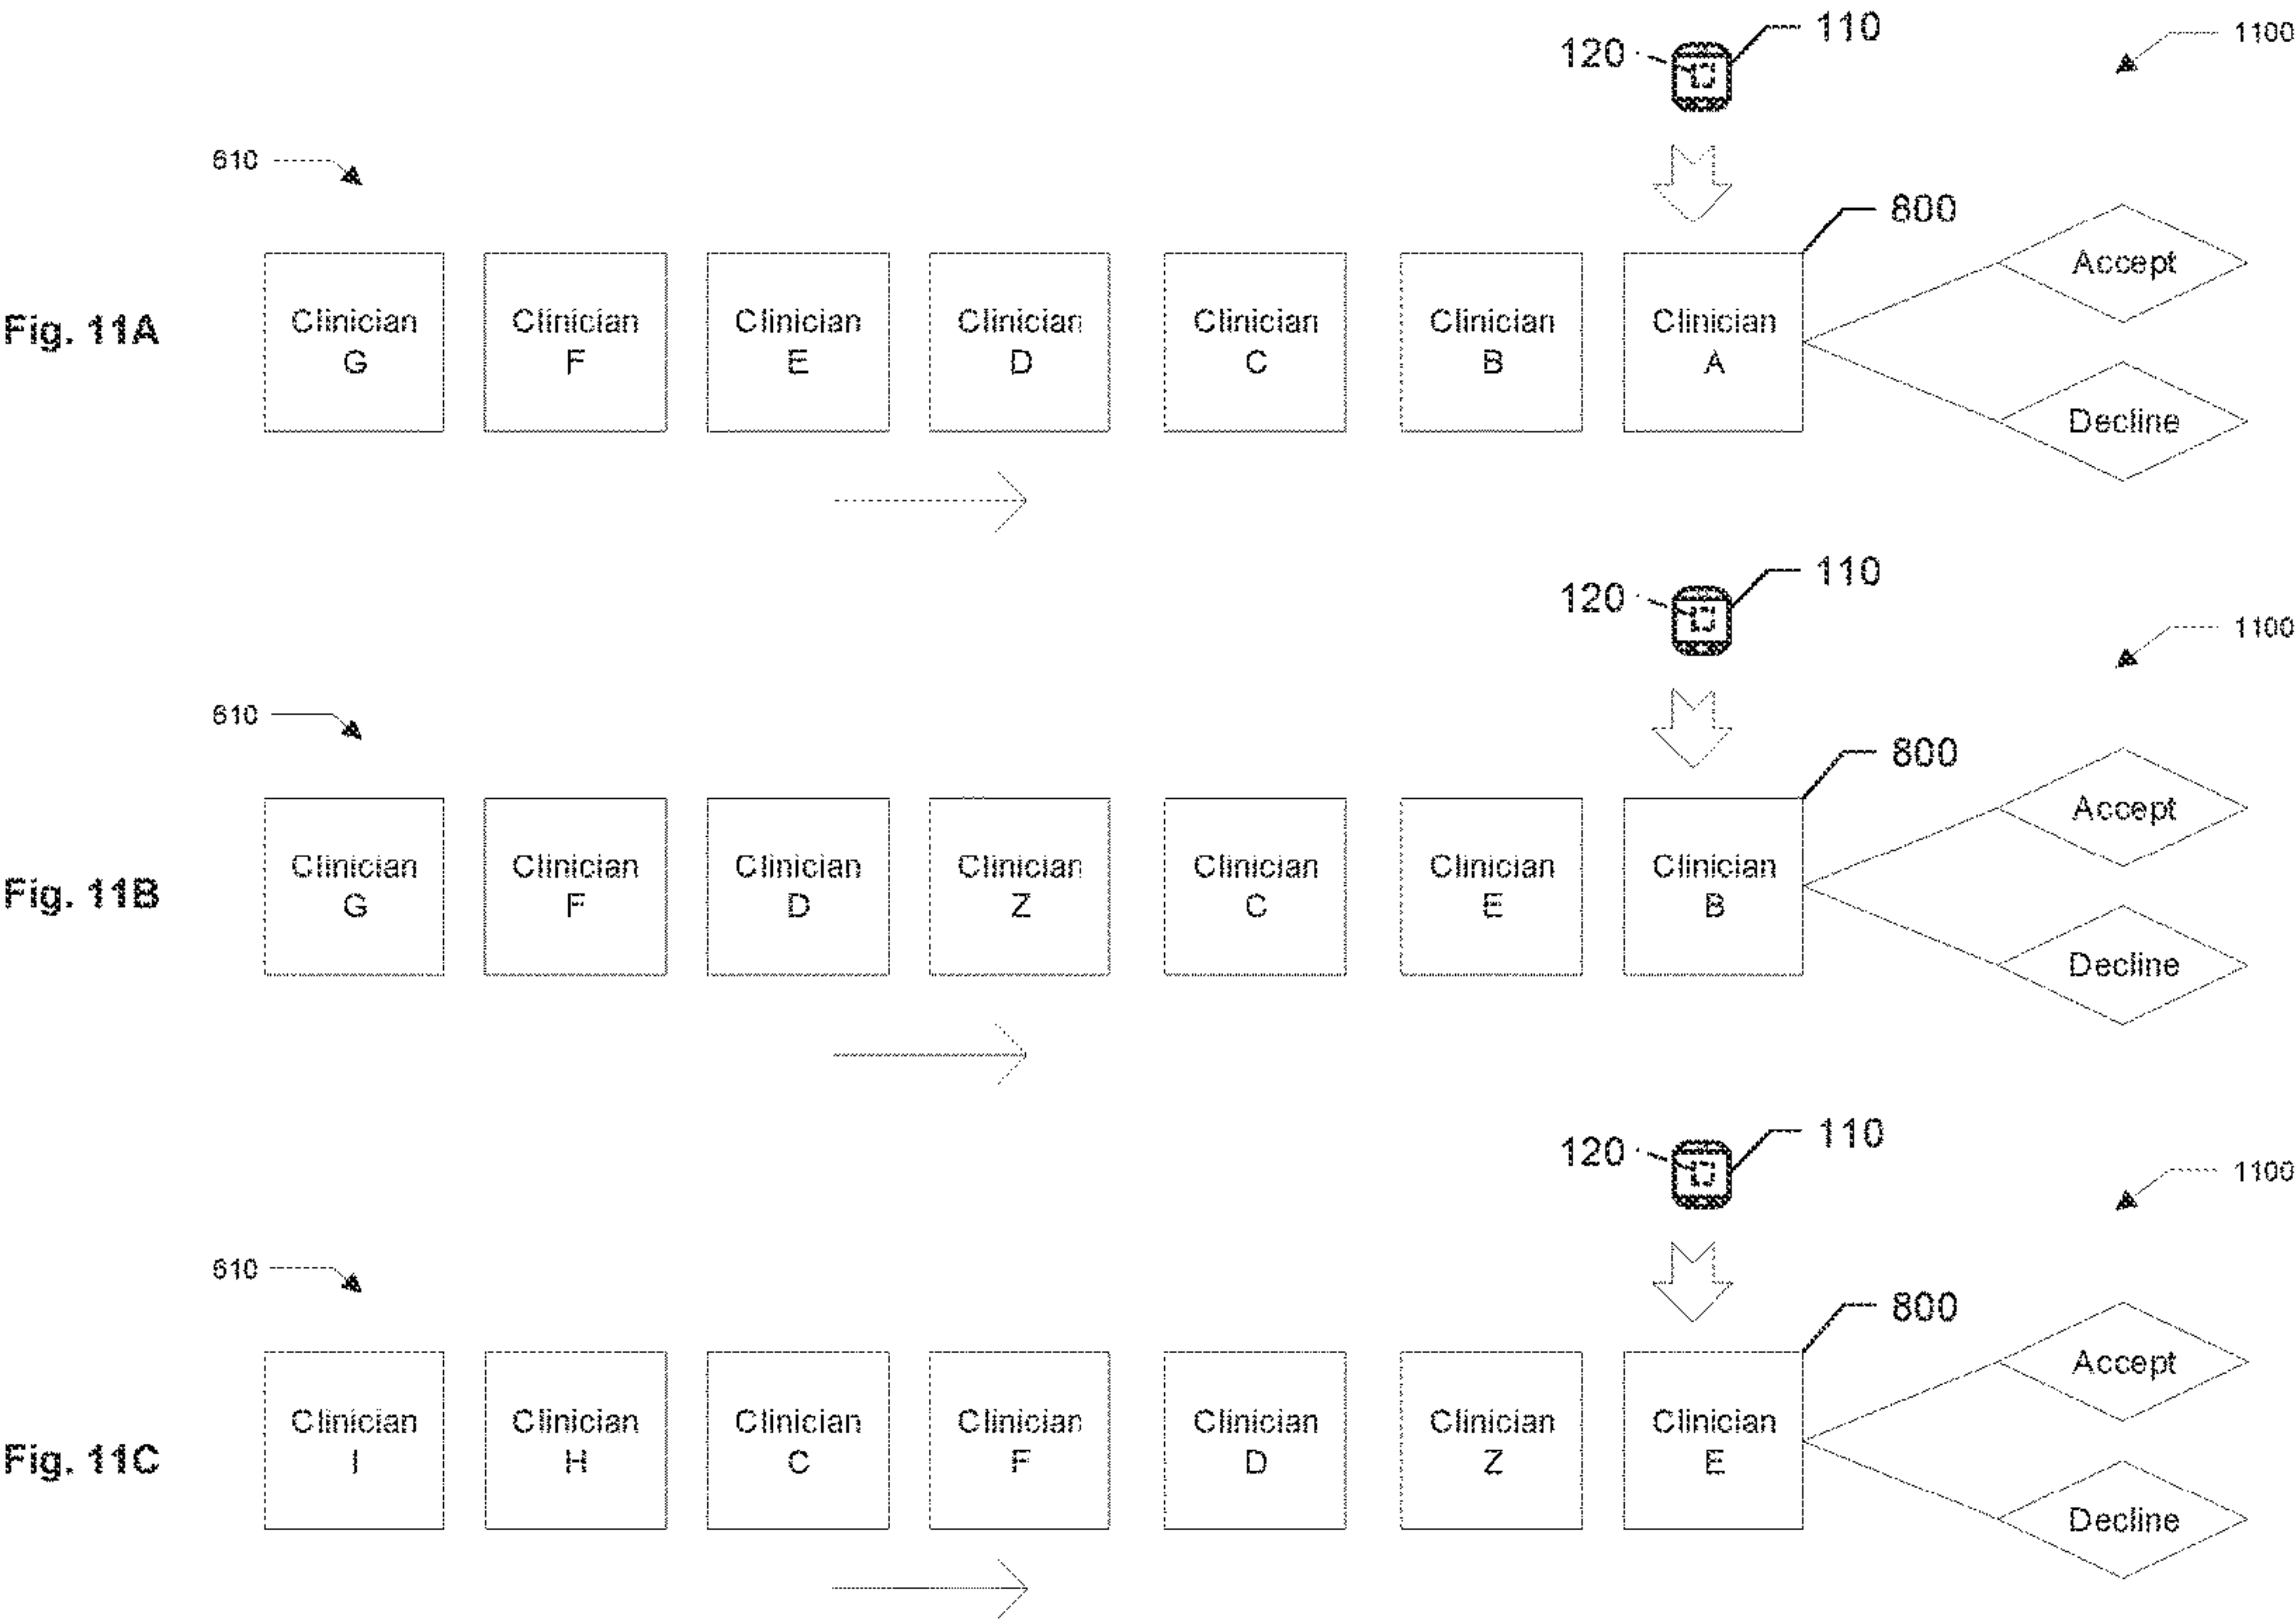 110
120
1100
610
800
Accept
Clinician Clinician Clinician Clinician Clinician Clinician Clinician
Fig. 11A
G F E D C B A
Decline
110
120
1100
610
800
Accept
Clinician Clinician Clinician Clinician Clinician Clinician Clinician
Fig. 11B
G F D Z C E B
Decline
110
120
1100
610
800
Accept
Clinician Clinician Clinician Clinician Clinician Clinician Clinician
Fig. 11C
I H C F D Z E
Decline